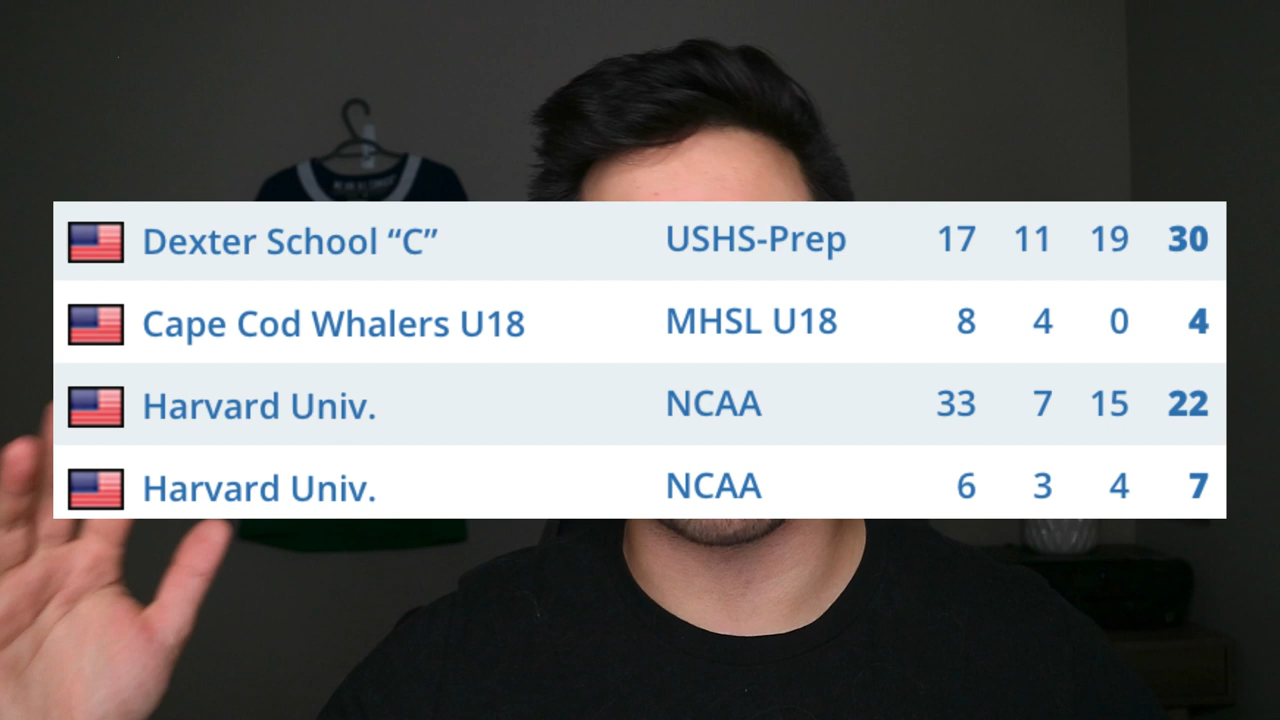 Dexter School “C” USHS-Prep 17 11 19 30
Cape Cod Whalers U18 MHSL U18 8 4 0 4
Harvard Univ. NCAA 33 7 15 22
Harvard Univ. NCAA 6 3 4 7